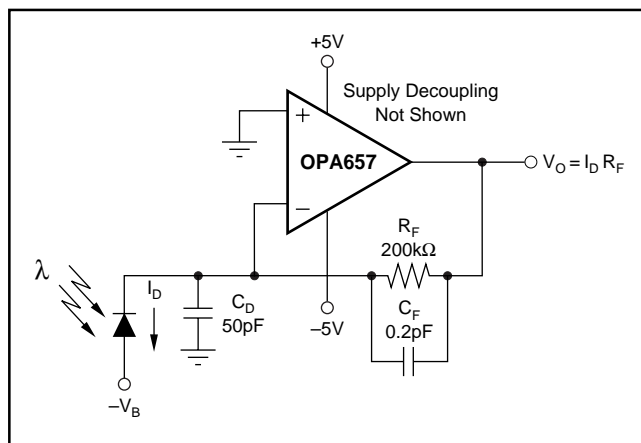 +5V
Supply Decoupling
Not Shown
+
OPA657
−
V_O = I_D R_F
R_F
200kΩ
λ
I_D
C_D
50pF
−5V
C_F
0.2pF
−V_B